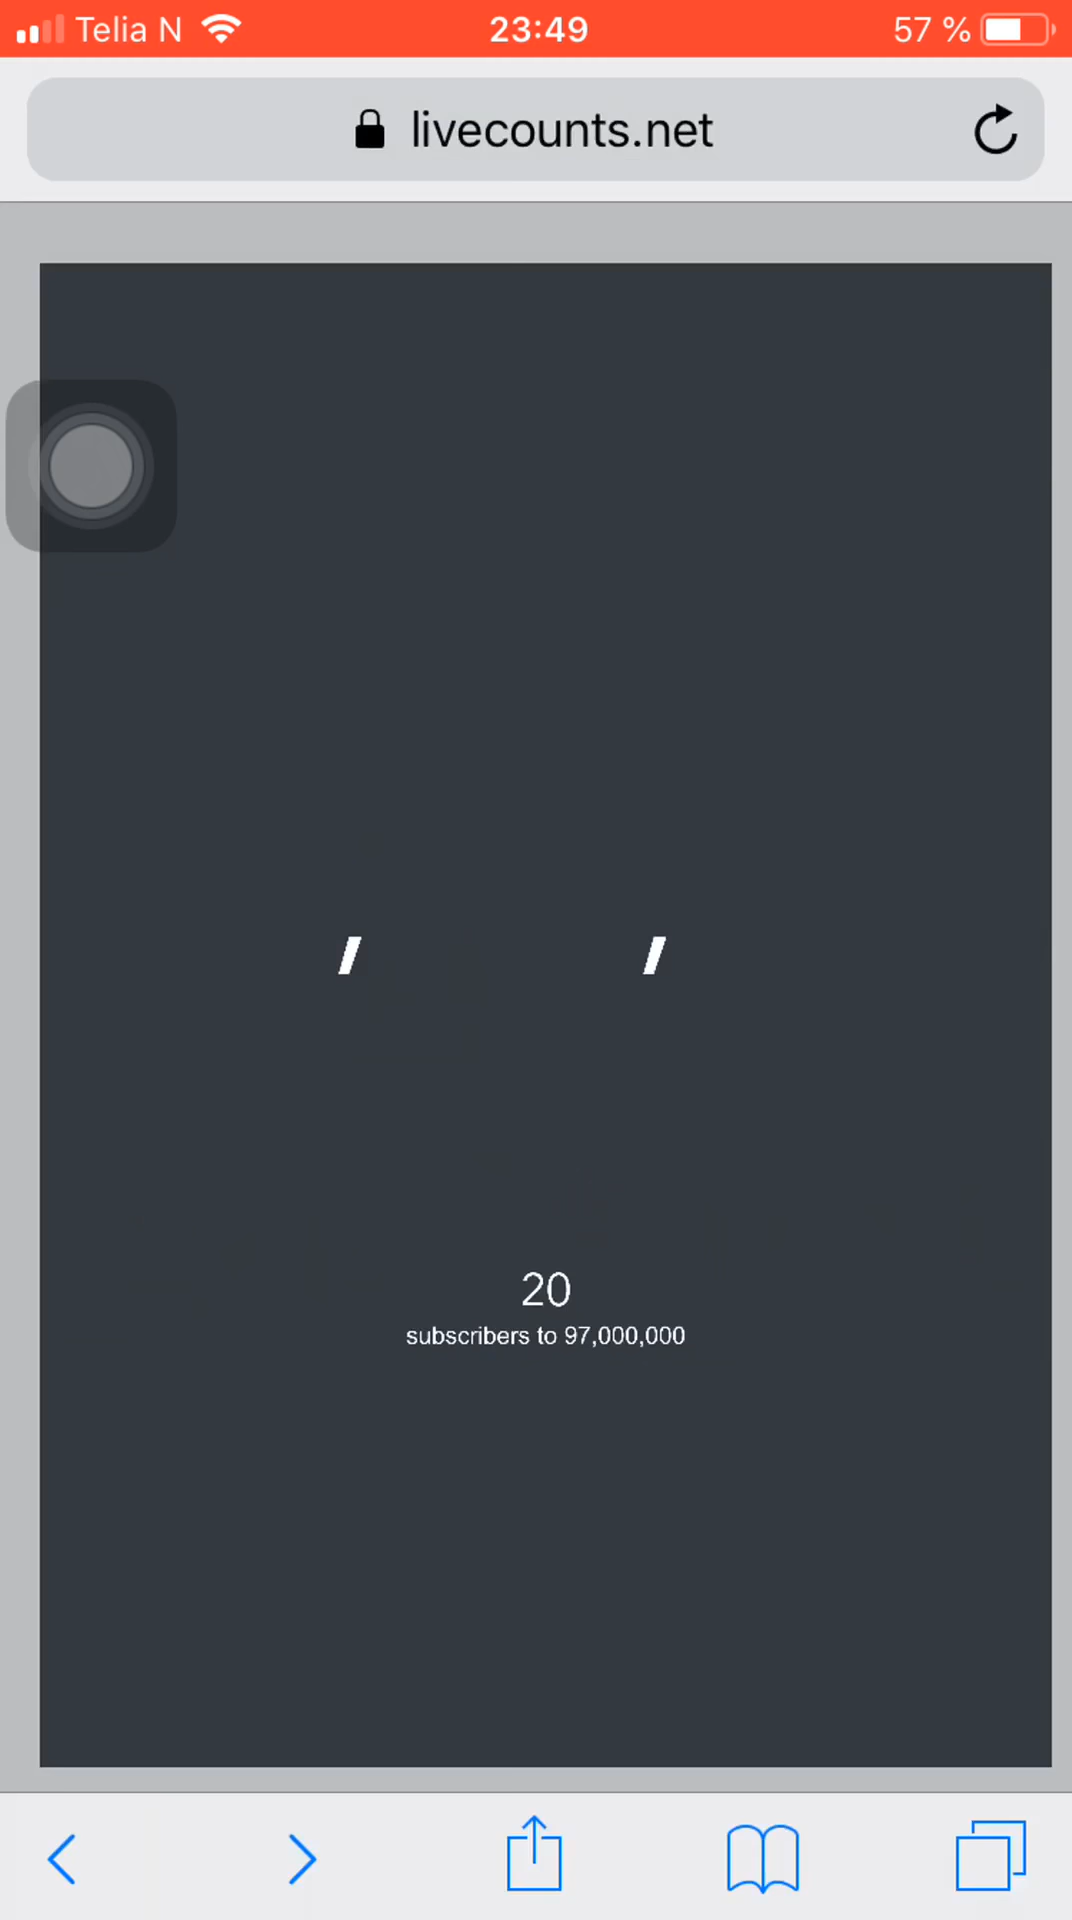 Telia N 23:49 57 %
livecounts.net
, ,
20
subscribers to 97,000,000